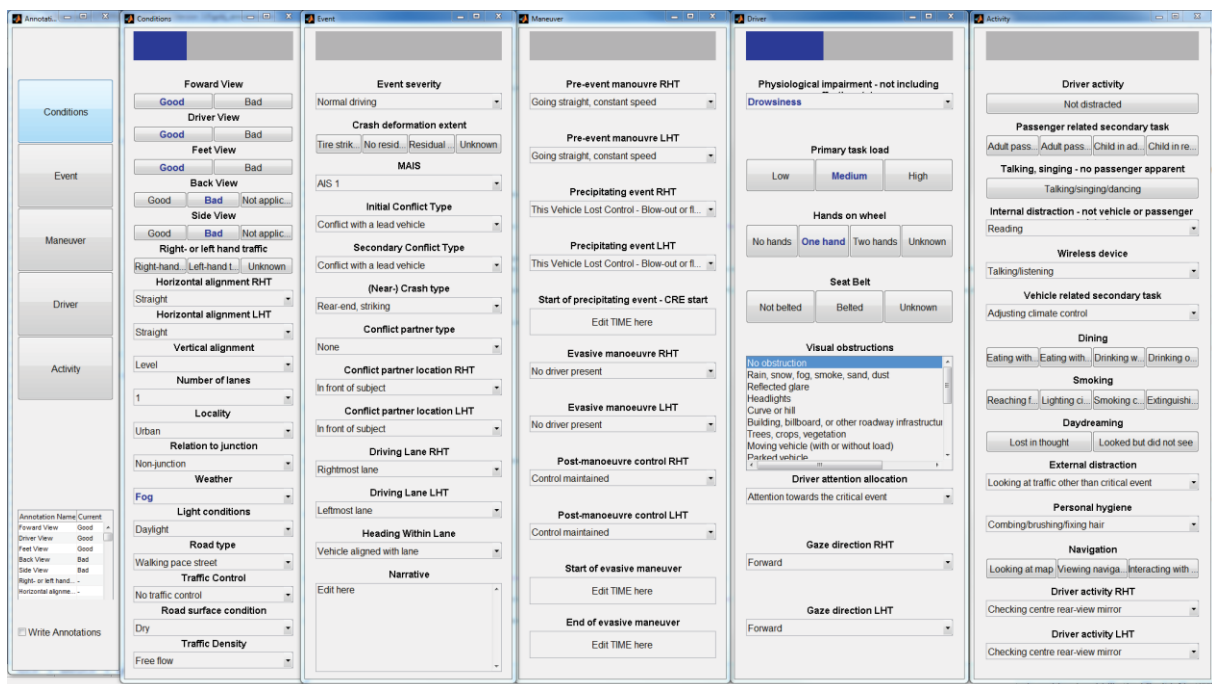 Annotati...
Conditions
Event
Maneuver
Driver
Activity
Annotation Name Current
Foward View Good
Driver View Good
Feet View Good
Back View Bad
Side View Bad
Right- or left hand... -
Horizontal alignme... -
Write Annotations
Conditions
Foward View
Good Bad
Driver View
Good Bad
Feet View
Good Bad
Back View
Good Bad Not applic...
Side View
Good Bad Not applic...
Right- or left hand traffic
Right-hand... Left-hand t... Unknown
Horizontal alignment RHT
Straight
Horizontal alignment LHT
Straight
Vertical alignment
Level
Number of lanes
1
Locality
Urban
Relation to junction
Non-junction
Weather
Fog
Light conditions
Daylight
Road type
Walking pace street
Traffic Control
No traffic control
Road surface condition
Dry
Traffic Density
Free flow
Event
Event severity
Normal driving
Crash deformation extent
Tire strik... No resid... Residual ... Unknown
MAIS
AIS 1
Initial Conflict Type
Conflict with a lead vehicle
Secondary Conflict Type
Conflict with a lead vehicle
(Near-) Crash type
Rear-end, striking
Conflict partner type
None
Conflict partner location RHT
In front of subject
Conflict partner location LHT
In front of subject
Driving Lane RHT
Rightmost lane
Driving Lane LHT
Leftmost lane
Heading Within Lane
Vehicle aligned with lane
Narrative
Edit here
Maneuver
Pre-event manouvre RHT
Going straight, constant speed
Pre-event manouvre LHT
Going straight, constant speed
Precipitating event RHT
This Vehicle Lost Control - Blow-out or fl...
Precipitating event LHT
This Vehicle Lost Control - Blow-out or fl...
Start of precipitating event - CRE start
Edit TIME here
Evasive manoeuvre RHT
No driver present
Evasive manoeuvre LHT
No driver present
Post-manoeuvre control RHT
Control maintained
Post-manoeuvre control LHT
Control maintained
Start of evasive maneuver
Edit TIME here
End of evasive maneuver
Edit TIME here
Driver
Physiological impairment - not including
Drowsiness
Primary task load
Low Medium High
Hands on wheel
No hands One hand Two hands Unknown
Seat Belt
Not belted Belted Unknown
Visual obstructions
No obstruction
Rain, snow, fog, smoke, sand, dust
Reflected glare
Headlights
Curve or hill
Building, billboard, or other roadway infrastructur
Trees, crops, vegetation
Moving vehicle (with or without load)
Parked vehicle
Driver attention allocation
Attention towards the critical event
Gaze direction RHT
Forward
Gaze direction LHT
Forward
Activity
Driver activity
Not distracted
Passenger related secondary task
Adult pass... Adult pass... Child in ad... Child in re...
Talking, singing - no passenger apparent
Talking/singing/dancing
Internal distraction - not vehicle or passenger
Reading
Wireless device
Talking/listening
Vehicle related secondary task
Adjusting climate control
Dining
Eating with... Eating with... Drinking w... Drinking o...
Smoking
Reaching f... Lighting ci... Smoking c... Extinguishi...
Daydreaming
Lost in thought Looked but did not see
External distraction
Looking at traffic other than critical event
Personal hygiene
Combing/brushing/fixing hair
Navigation
Looking at map Viewing naviga... Interacting with ...
Driver activity RHT
Checking centre rear-view mirror
Driver activity LHT
Checking centre rear-view mirror